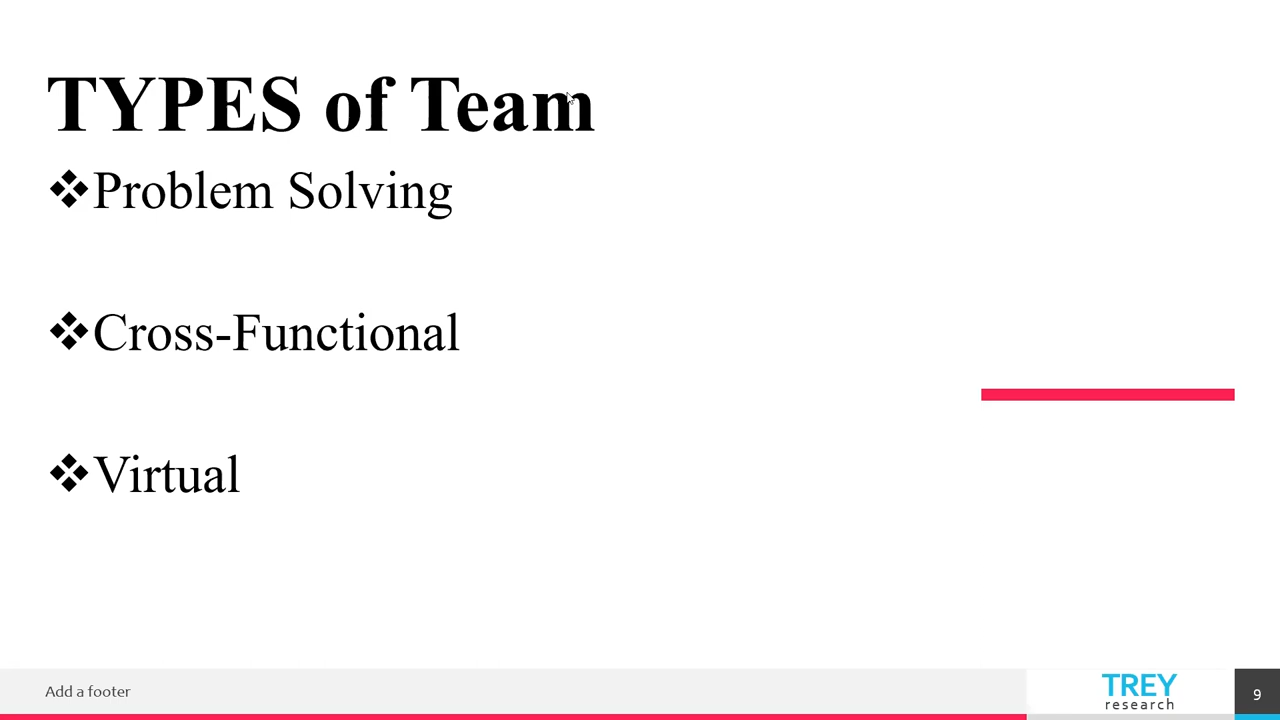 TYPES of Team
❖Problem Solving
❖Cross-Functional
❖Virtual
Add a footer
TREY
research
9